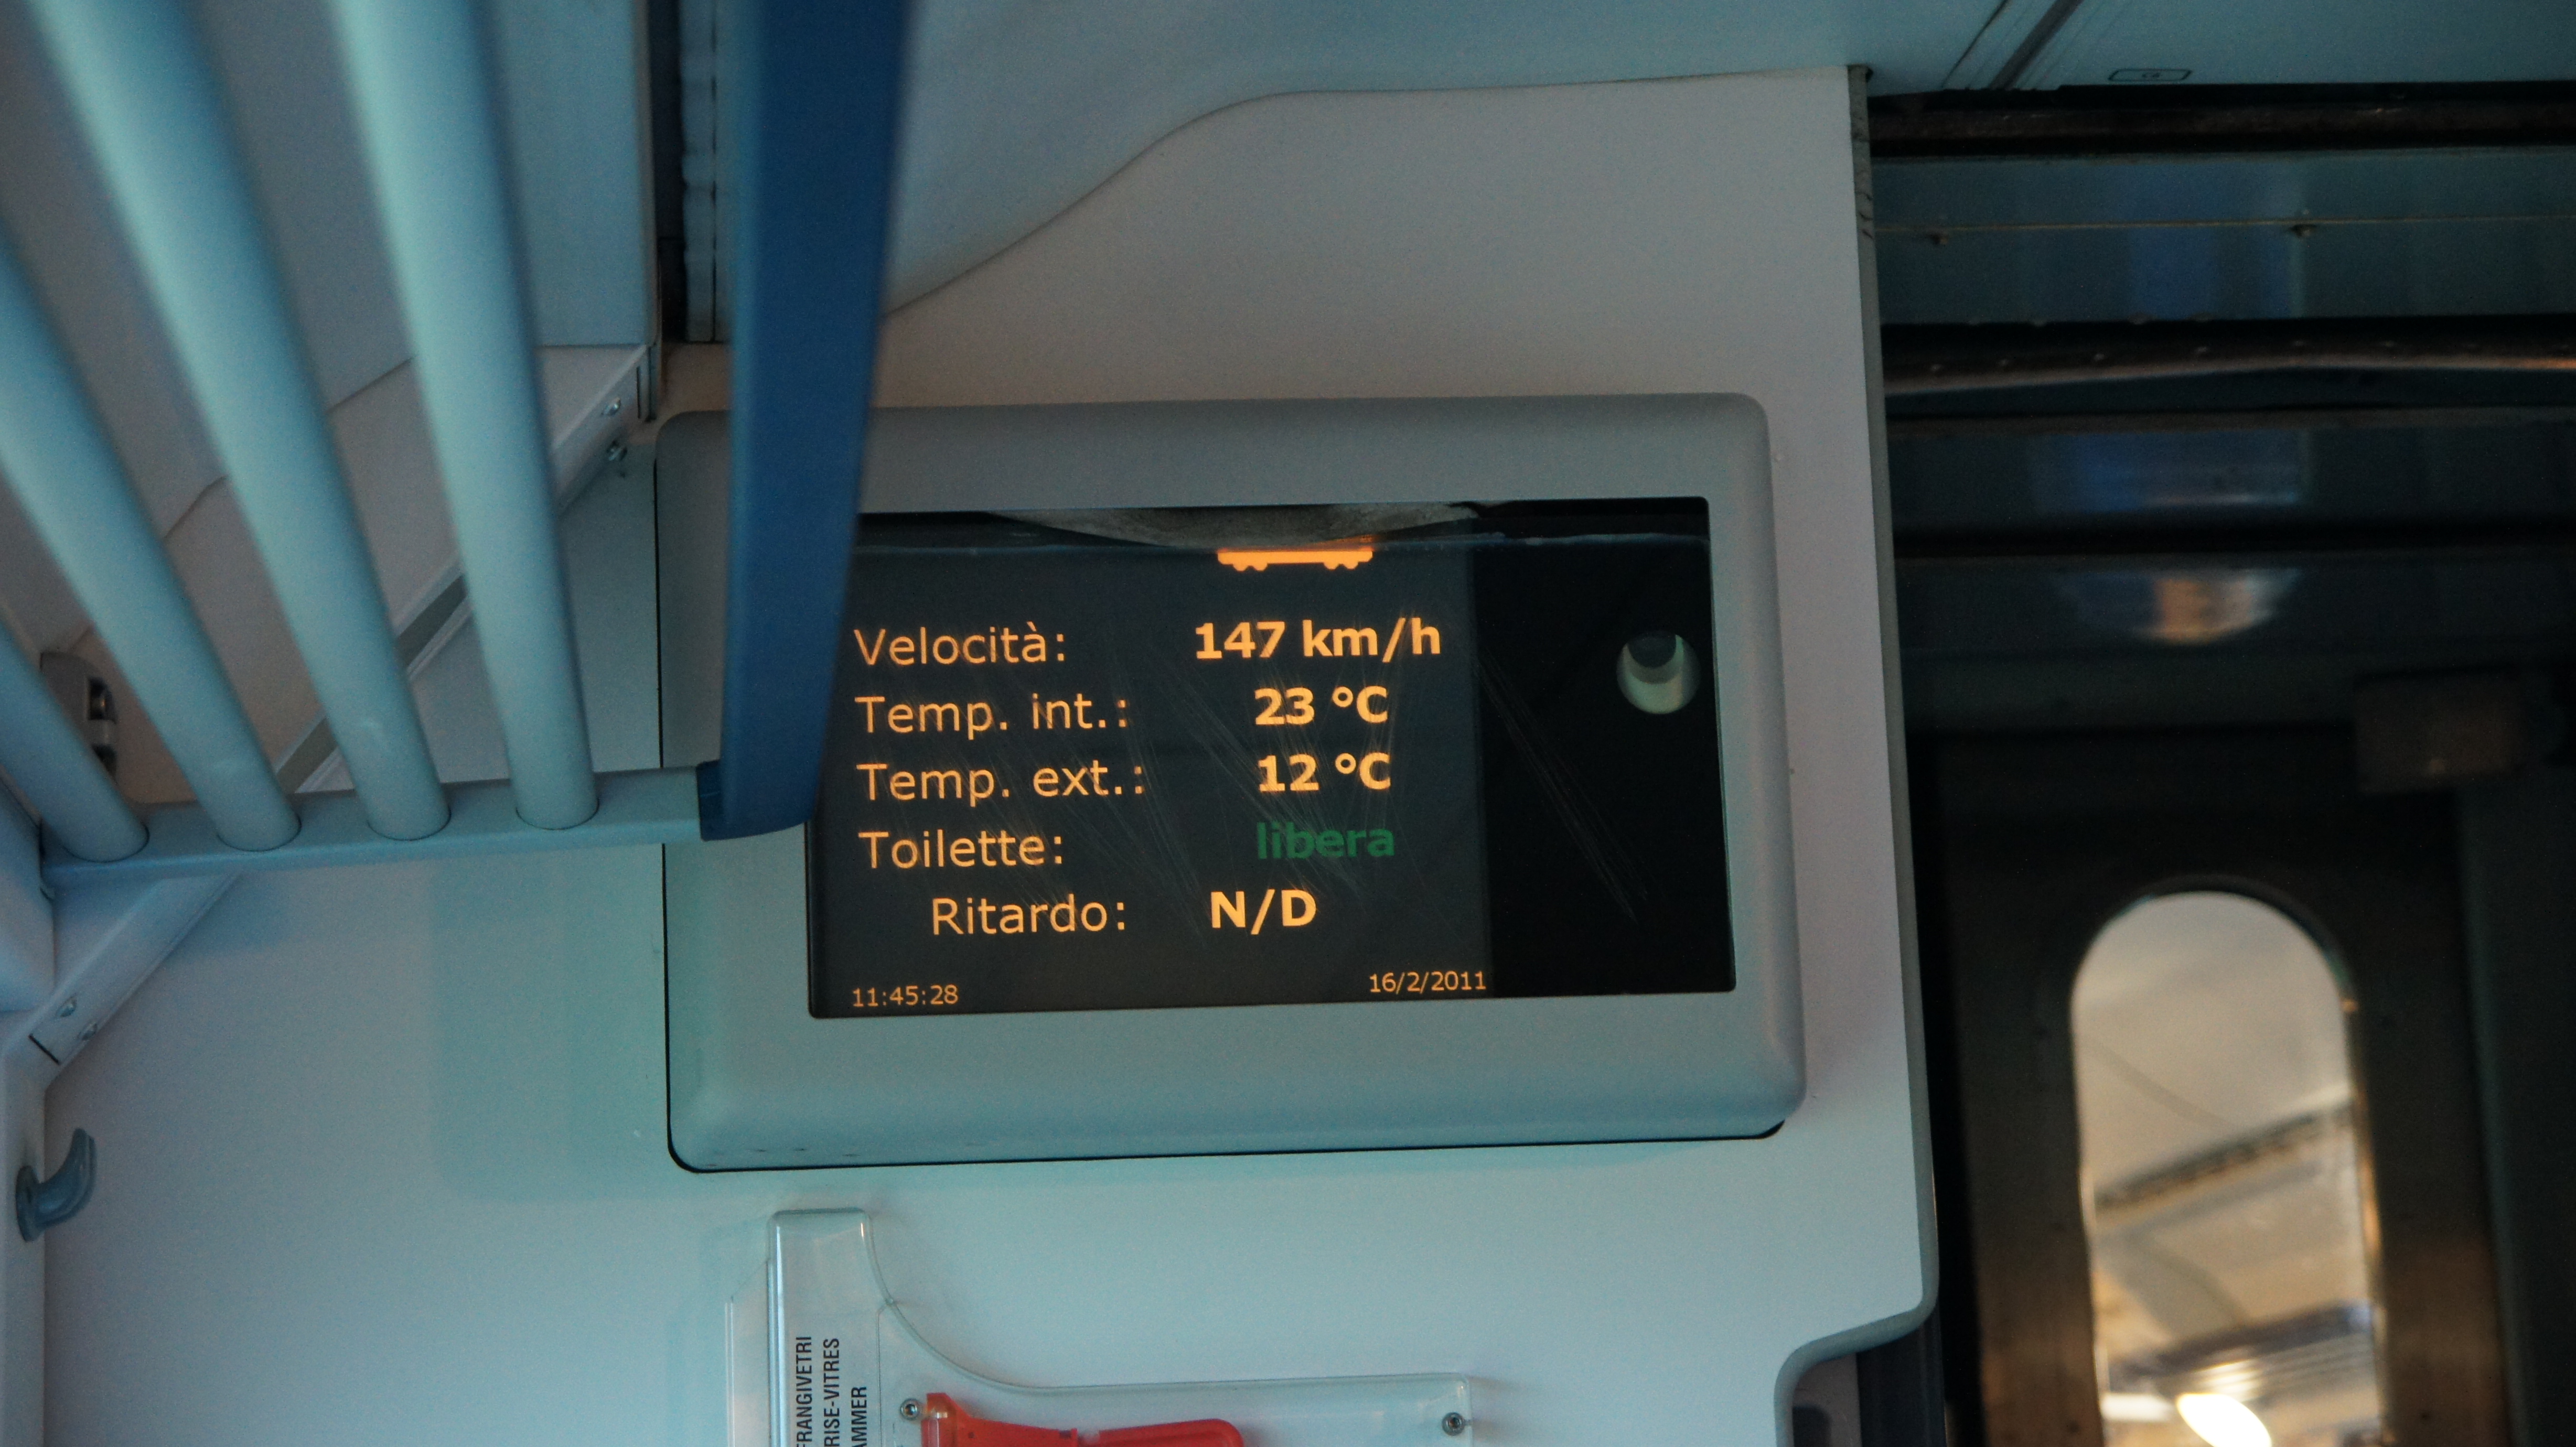 Velocità: 147 km/h
Temp. int.: 23 °C
Temp. ext.: 12 °C
Toilette: libera
Ritardo: N/D
11:45:28 16/2/2011
FRANGIVETRI
RISE-VITRES
AMMER